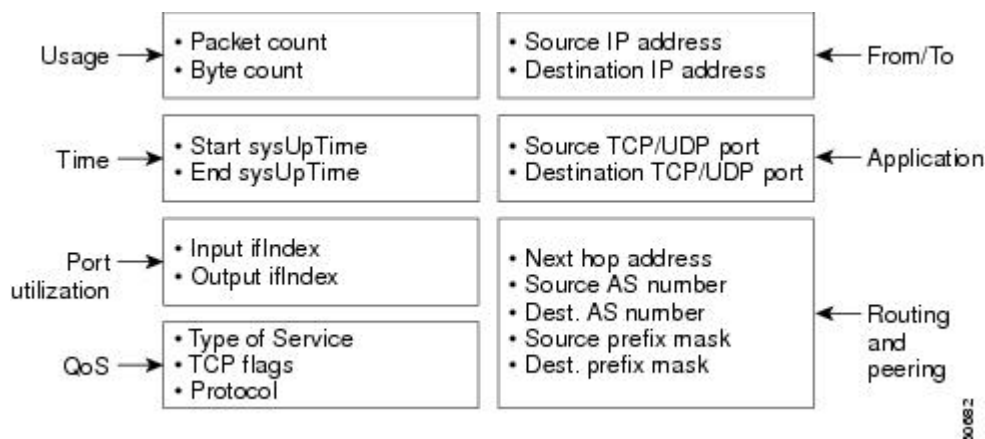 Usage
• Packet count
• Byte count
• Source IP address
• Destination IP address
From/To
Time
• Start sysUpTime
• End sysUpTime
• Source TCP/UDP port
• Destination TCP/UDP port
Application
Port
utilization
• Input ifIndex
• Output ifIndex
QoS
• Type of Service
• TCP flags
• Protocol
• Next hop address
• Source AS number
• Dest. AS number
• Source prefix mask
• Dest. prefix mask
Routing
and
peering